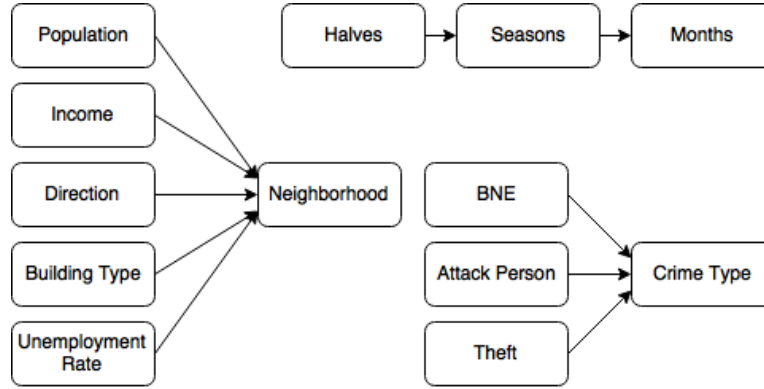 Population
Halves
Seasons
Months
Income
Direction
Neighborhood
BNE
Building Type
Attack Person
Crime Type
Unemployment
Rate
Theft